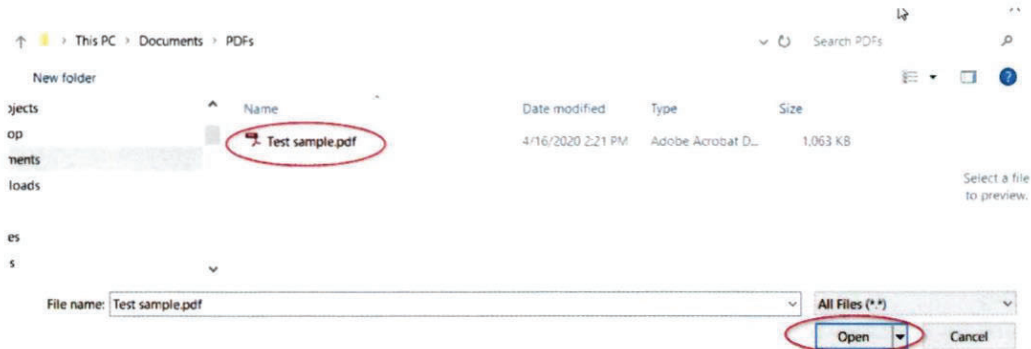 This PC > Documents > PDFs
Search PDFs
New folder
ojects
op
ments
loads
es
s
Name
Date modified
Type
Size
Test sample.pdf
4/16/2020 2:21 PM
Adobe Acrobat D...
1,063 KB
Select a file
to preview.
File name: Test sample.pdf
All Files (*.*)
Open
Cancel